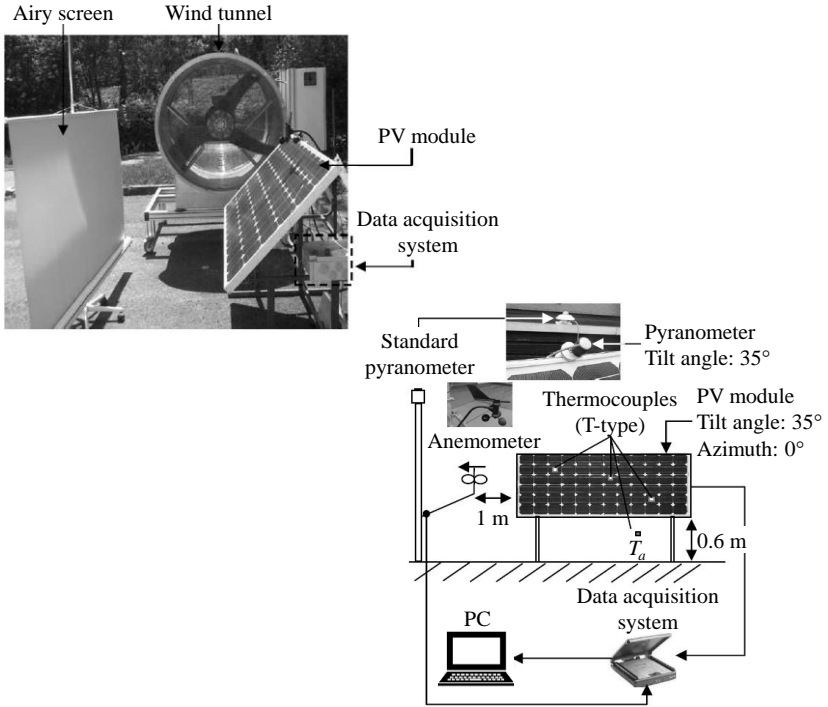 Airy screen
Wind tunnel
PV module
Data acquisition
system
Standard
pyranometer
Pyranometer
Tilt angle: 35°
Thermocouples
(T-type)
PV module
Tilt angle: 35°
Azimuth: 0°
Anemometer
1 m
Ta
0.6 m
PC
Data acquisition
system